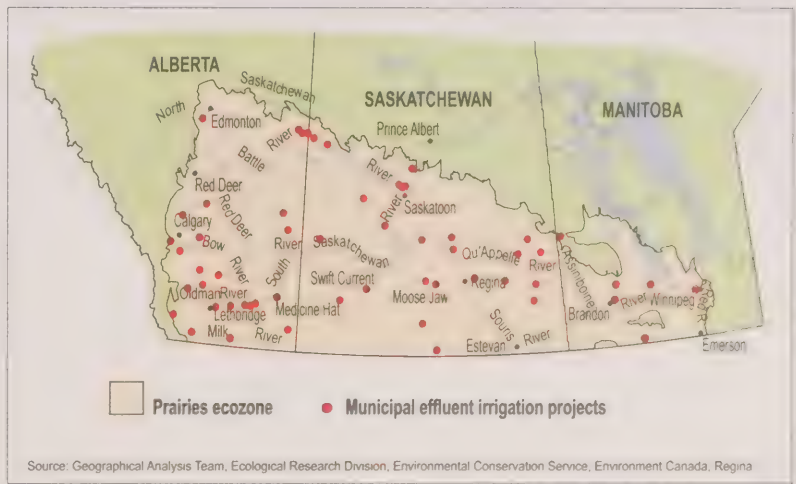 ALBERTA
SASKATCHEWAN
MANITOBA
North
Saskatchewan
Edmonton
Prince Albert
Battle
River
River
Red Deer
Red Deer
River
Saskatoon
River
Calgary
Bow
River
South
Saskatchewan
Qu'Appelle
River
Assiniboine
River
Swift Current
Regina
Oldman River
Medicine Hat
Moose Jaw
Brandon
Winnipeg
Red R
Lethbridge
Milk
River
Souris
River
Estevan
Emerson
Prairies ecozone
Municipal effluent irrigation projects
Source: Geographical Analysis Team, Ecological Research Division, Environmental Conservation Service, Environment Canada, Regina